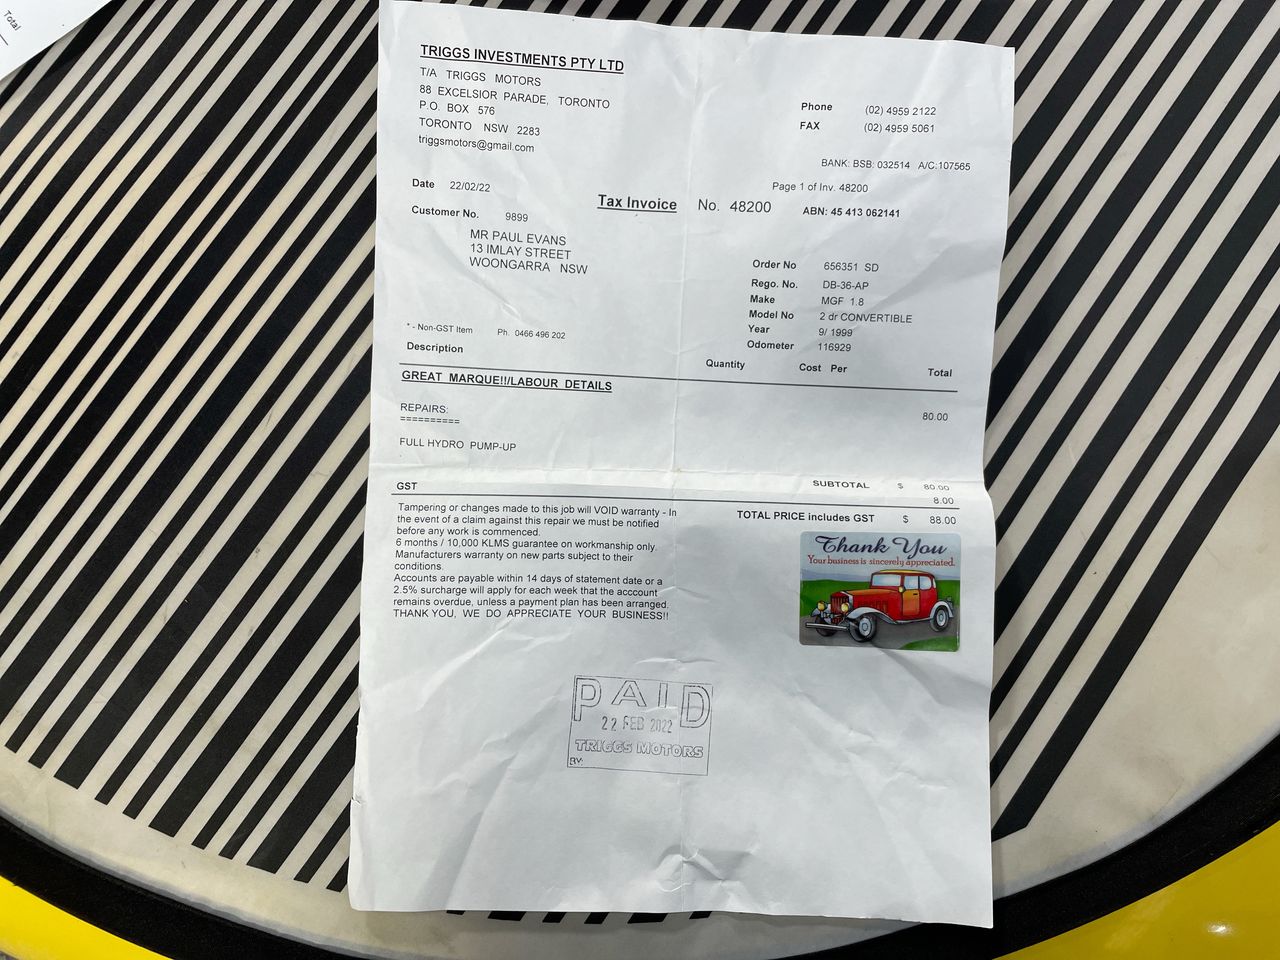 Total
TRIGGS INVESTMENTS PTY LTD
T/A TRIGGS MOTORS
88 EXCELSIOR PARADE, TORONTO
P.O. BOX 576
TORONTO NSW 2283
triggsmotors@gmail.com
Phone (02) 4959 2122
FAX (02) 4959 5061
BANK: BSB: 032514 A/C:107565
Page 1 of Inv. 48200
Date 22/02/22
Tax Invoice No. 48200 ABN: 45 413 062141
Customer No. 9899
MR PAUL EVANS
13 IMLAY STREET
WOONGARRA NSW
Order No 656351 SD
Rego. No. DB-36-AP
Make MGF 1.8
Model No 2 dr CONVERTIBLE
Year 9/ 1999
Odometer 116929
* - Non-GST Item Ph. 0466 496 202
Description Quantity Cost Per Total
GREAT MARQUE!!/LABOUR DETAILS
REPAIRS: 80.00
==========
FULL HYDRO PUMP-UP
SUBTOTAL $ 80.00
GST 8.00
TOTAL PRICE includes GST $ 88.00
Tampering or changes made to this job will VOID warranty - In
the event of a claim against this repair we must be notified
before any work is commenced.
6 months / 10,000 KLMS guarantee on workmanship only.
Manufacturers warranty on new parts subject to their
conditions.
Accounts are payable within 14 days of statement date or a
2.5% surcharge will apply for each week that the acccount
remains overdue, unless a payment plan has been arranged.
THANK YOU, WE DO APPRECIATE YOUR BUSINESS!!
Thank You
Your business is sincerely appreciated.
PAID
22 FEB 2022
TRIGGS MOTORS
BY: